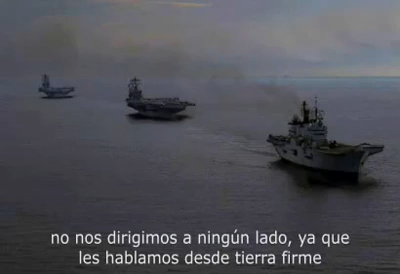 no nos dirigimos a ningún lado, ya que
les hablamos desde tierra firme